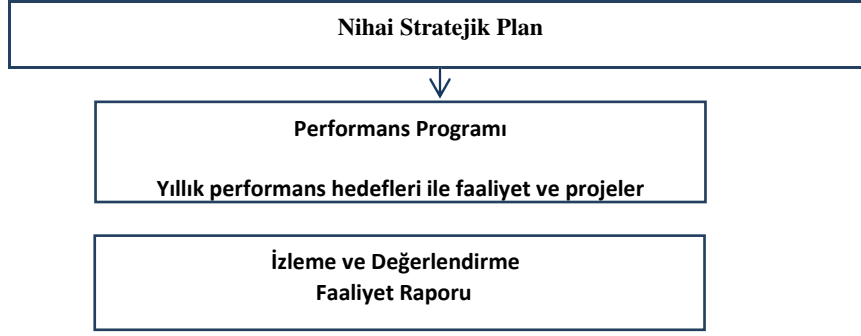 Nihai Stratejik Plan
Performans Programı
Yıllık performans hedefleri ile faaliyet ve projeler
İzleme ve Değerlendirme
Faaliyet Raporu